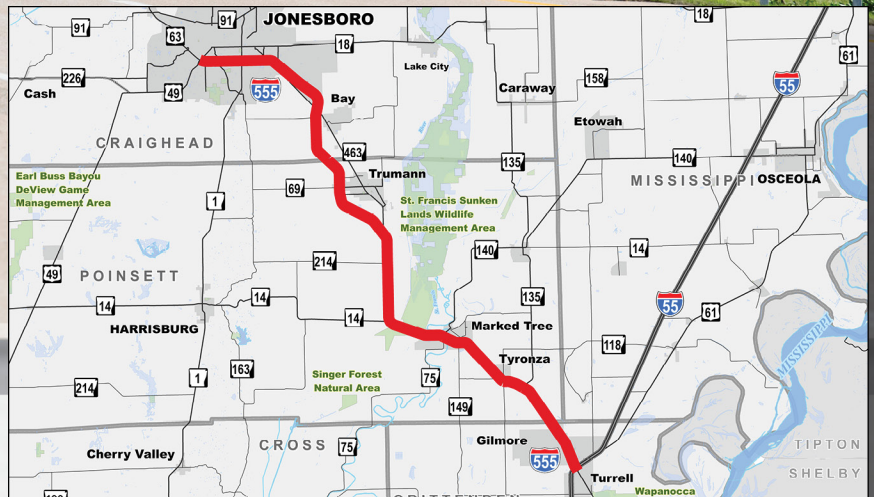 JONESBORO
91
91
18
63
18
Lake City
61
226
Cash
49
555
Bay
Caraway
158
55
Etowah
CRAIGHEAD
463
135
140
Earl Buss Bayou
DeView Game
Management Area
Trumann
69
MISSISSIPPI
OSCEOLA
1
St. Francis Sunken
Lands Wildlife
Management Area
140
14
214
49
POINSETT
14
14
135
55
61
14
HARRISBURG
Marked Tree
118
MISSISSIPPI
Tyronza
163
Singer Forest
Natural Area
75
1
214
149
Gilmore
CROSS
75
555
Cherry Valley
TIPTON
SHELBY
Turrell
Wapanocca